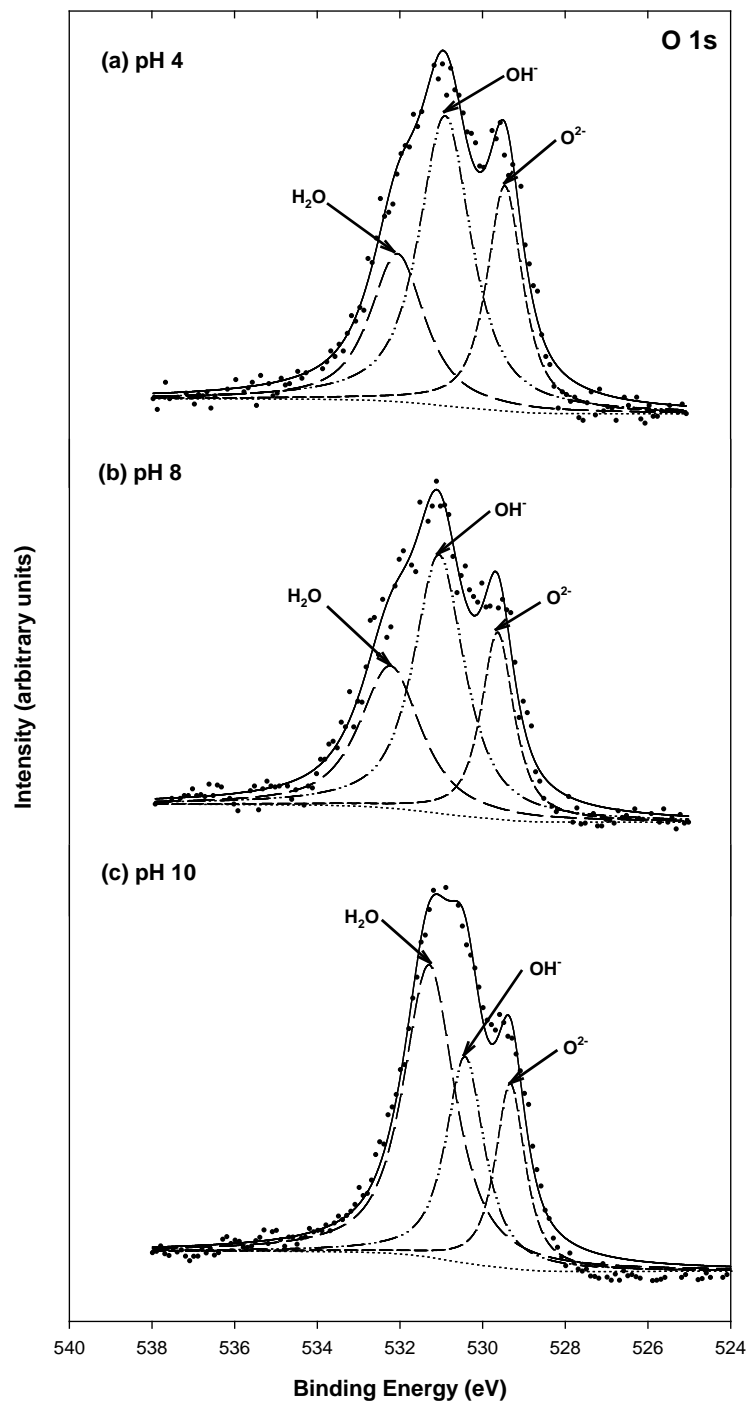 O 1s
(a) pH 4
OH⁻
O²⁻
H₂O
(b) pH 8
OH⁻
H₂O
O²⁻
(c) pH 10
H₂O
OH⁻
O²⁻
Intensity (arbitrary units)
540 538 536 534 532 530 528 526 524
Binding Energy (eV)